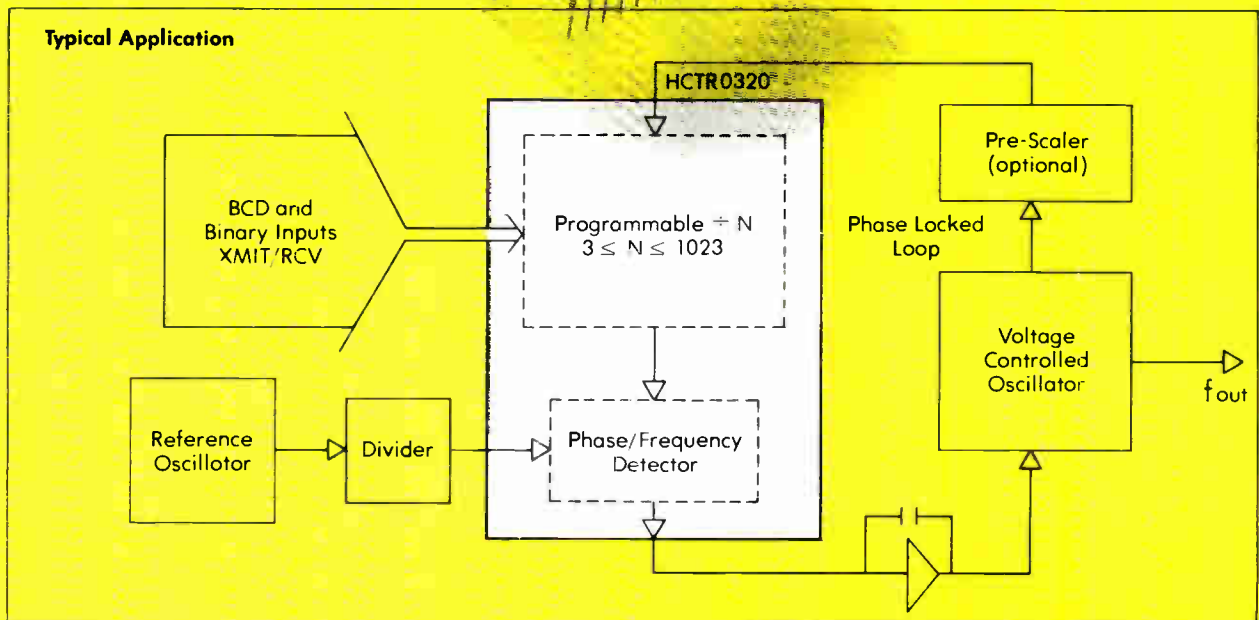 Typical Application
HCTR0320
BCD and
Binary Inputs
XMIT/RCV
Programmable ÷ N
3 ≤ N ≤ 1023
Pre-Scaler
(optional)
Phase Locked
Loop
Voltage
Controlled
Oscillator
f out
Reference
Oscillotor
Divider
Phase/Frequency
Detector